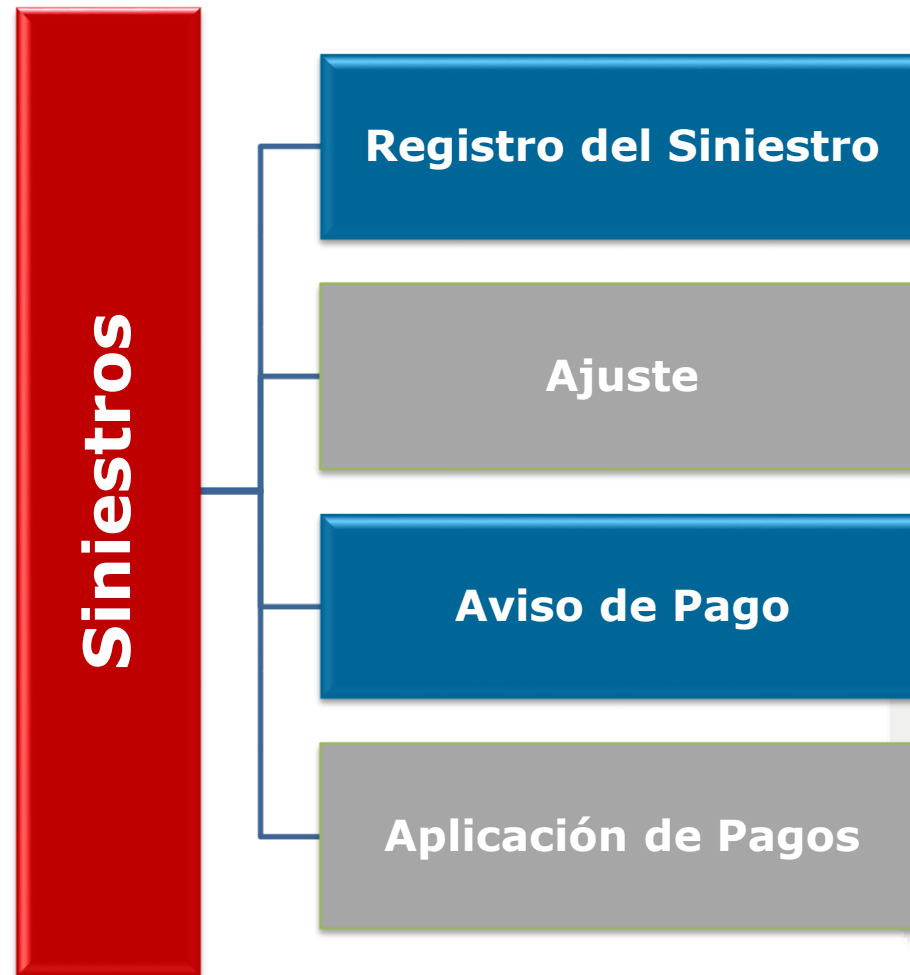 Siniestros
Registro del Siniestro
Ajuste
Aviso de Pago
Aplicación de Pagos